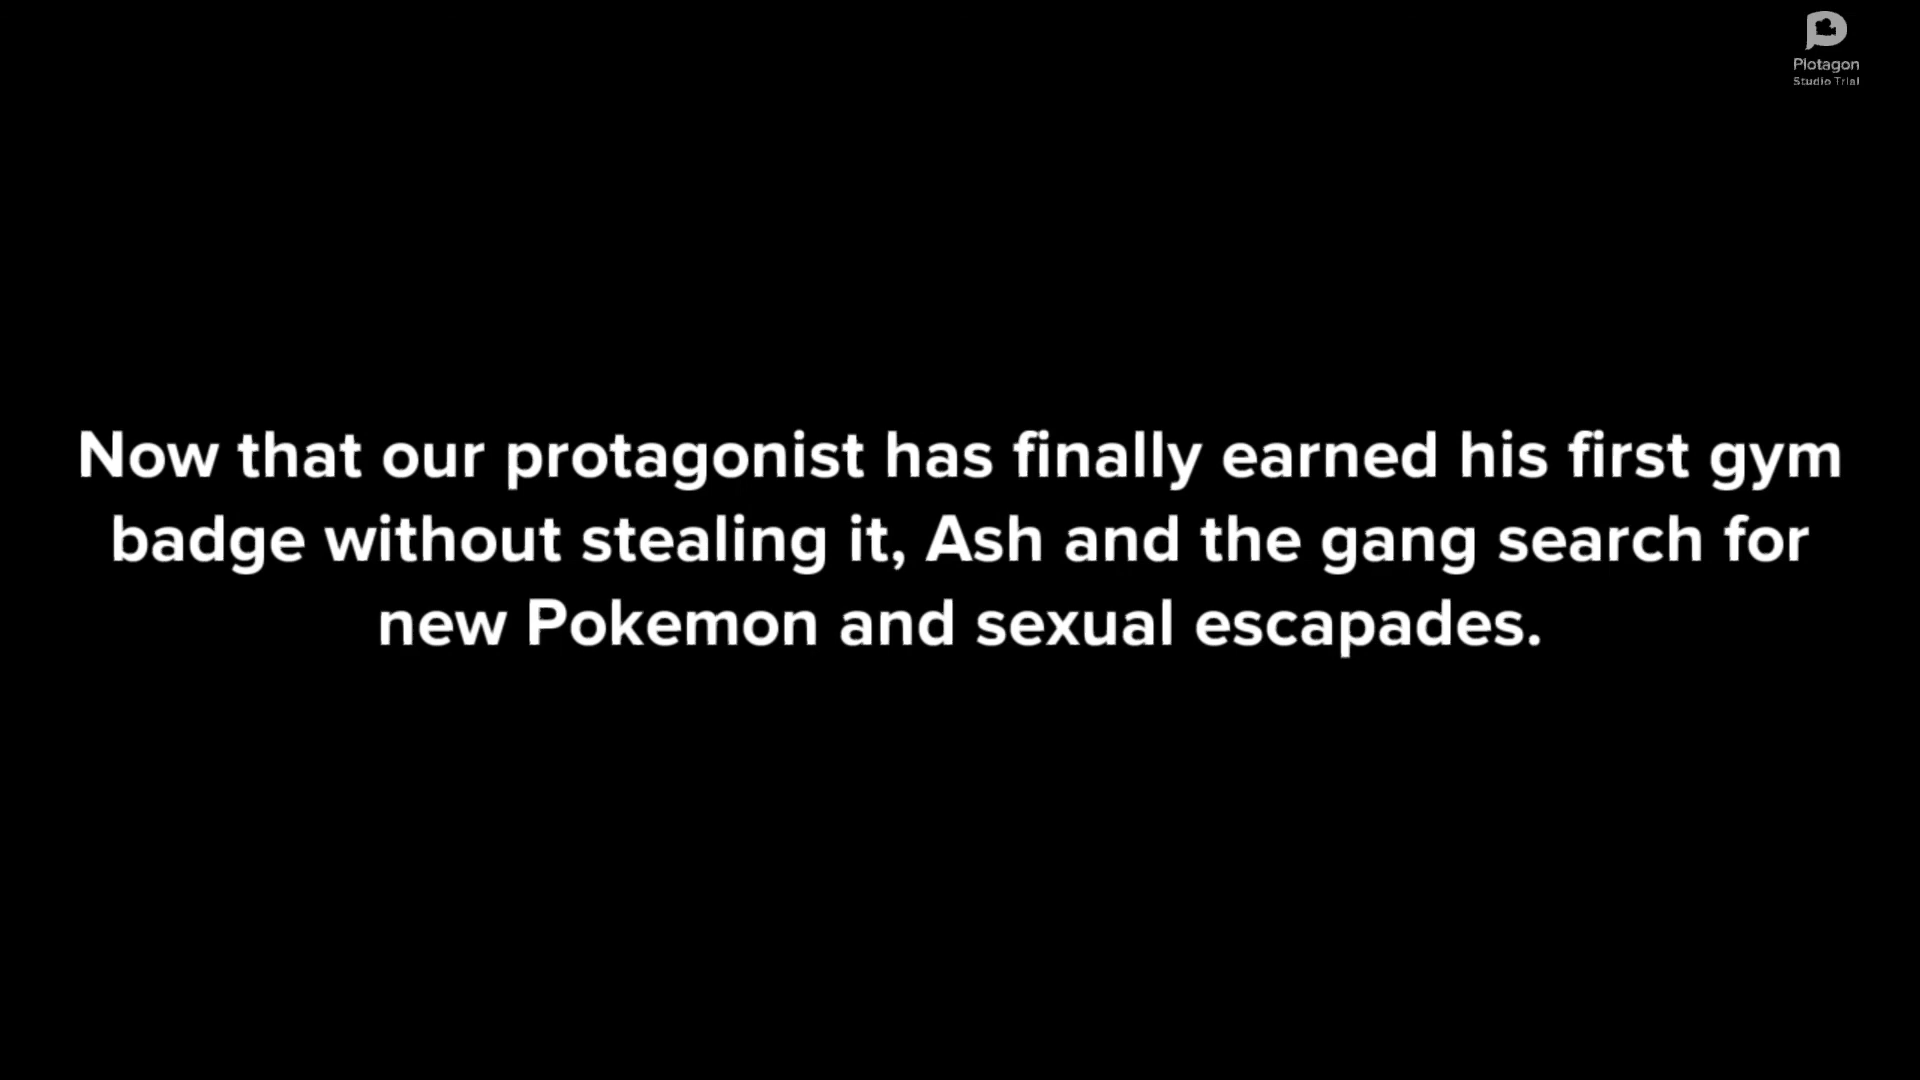 Plotagon
Studio Trial
Now that our protagonist has finally earned his first gym
badge without stealing it, Ash and the gang search for
new Pokemon and sexual escapades.